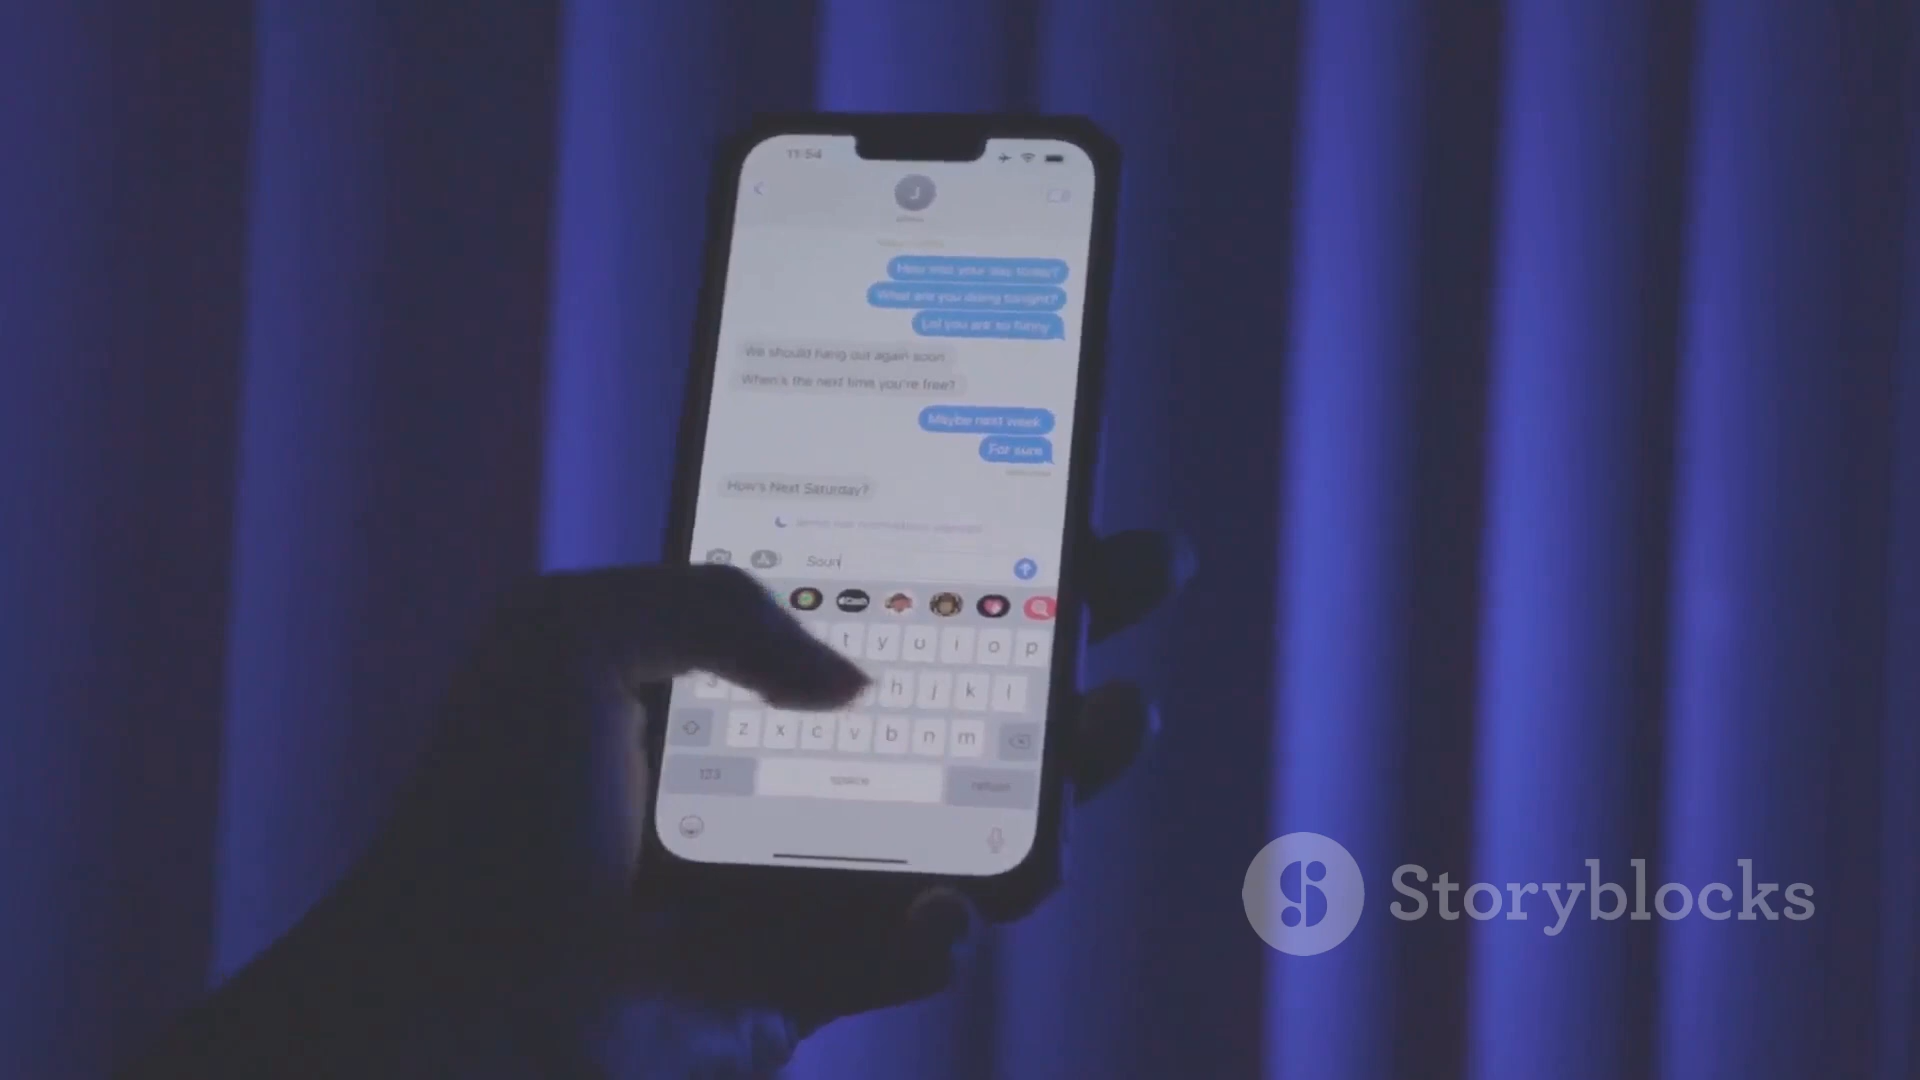 11:54
J
How was your day today?
What are you doing tonight?
Lol you are so funny
We should hang out again soon
When's the next time you're free?
Maybe next week
For sure
How's Next Saturday?
Soun
Cash
t y u i o p
h j k l
z x c v b n m
123 space return
Storyblocks